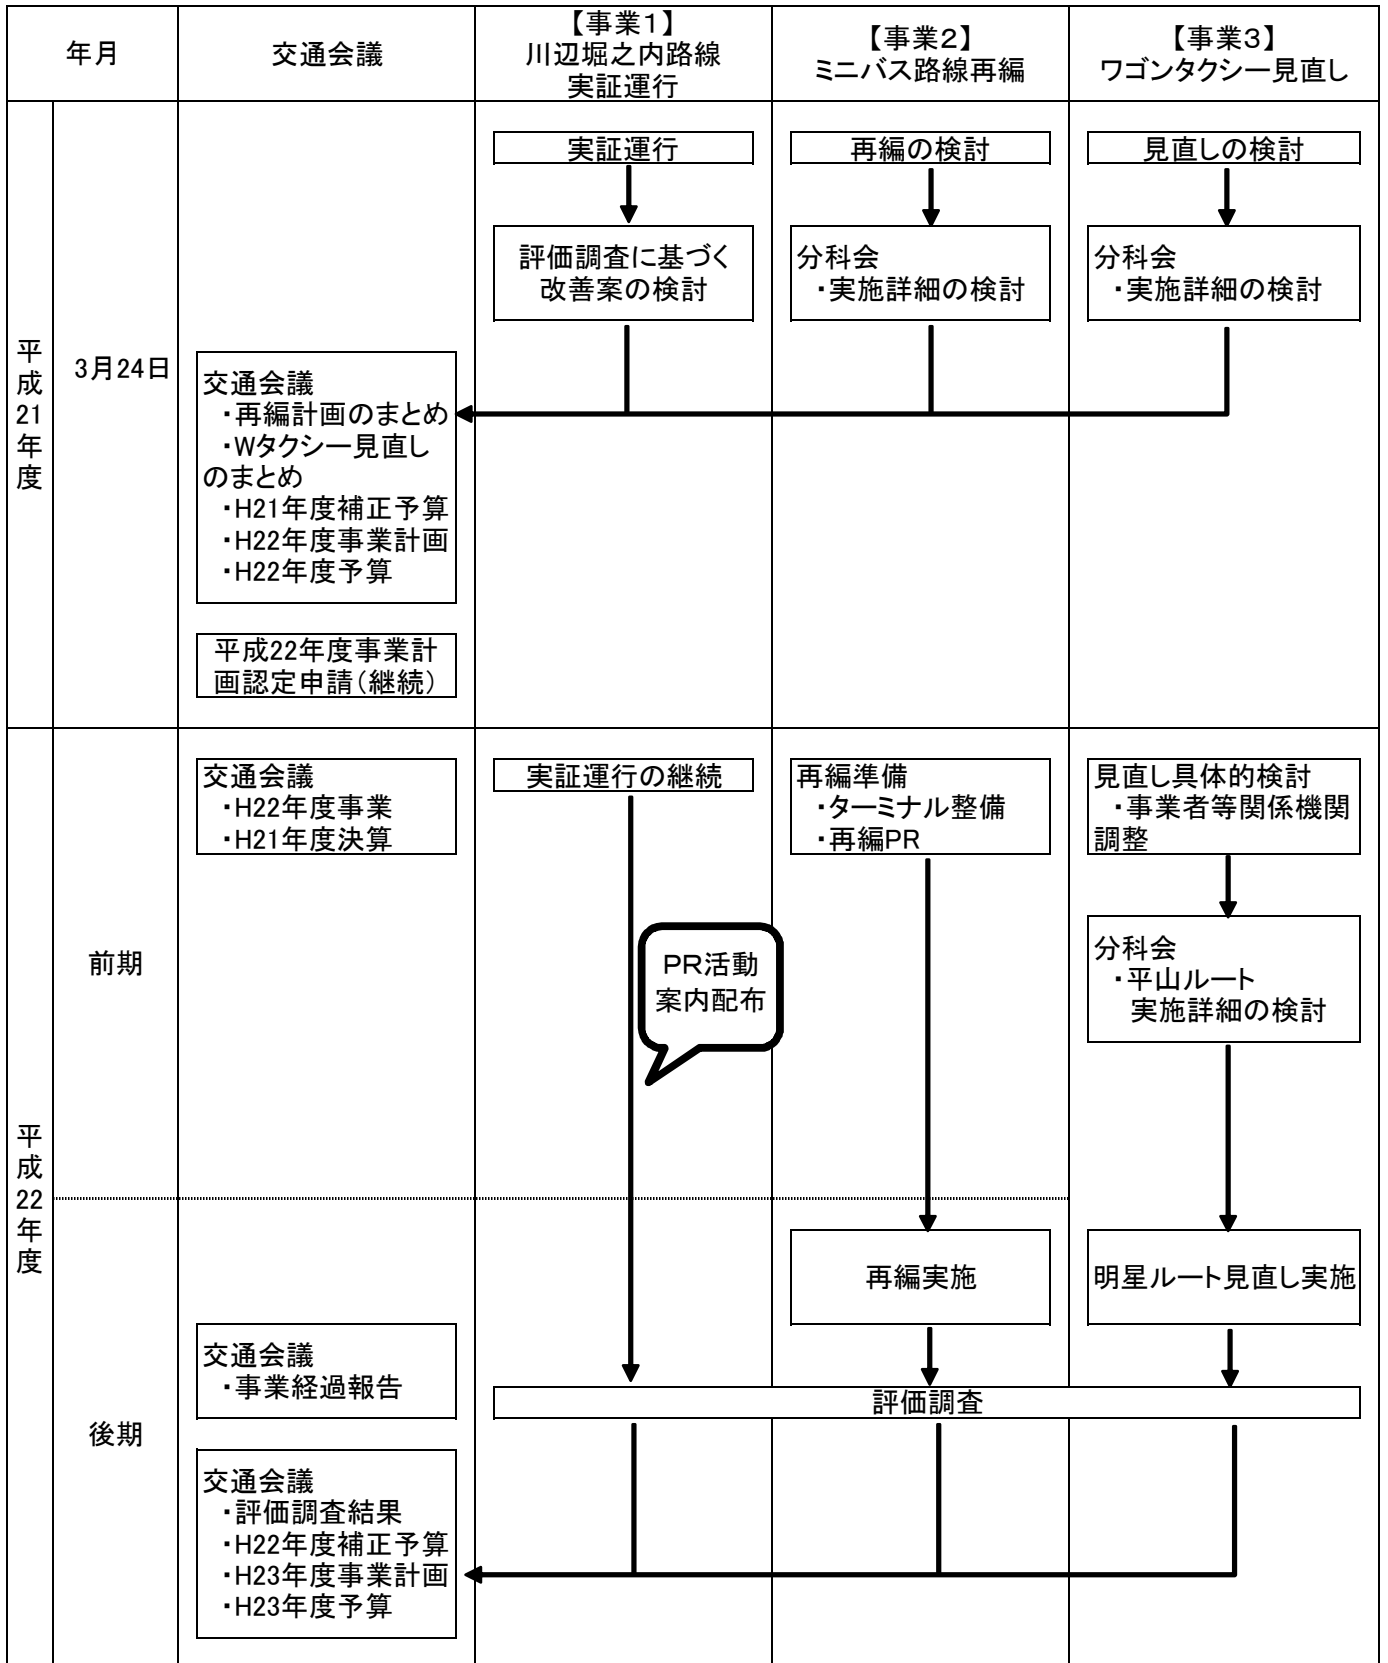 年月
交通会議
【事業1】
川辺堀之内路線
実証運行
【事業2】
ミニバス路線再編
【事業3】
ワゴンタクシー見直し
平成21年度
3月24日
実証運行
再編の検討
見直しの検討
評価調査に基づく
改善案の検討
分科会
・実施詳細の検討
分科会
・実施詳細の検討
交通会議
・再編計画のまとめ
・Wタクシー見直し
のまとめ
・H21年度補正予算
・H22年度事業計画
・H22年度予算
平成22年度事業計
画認定申請（継続）
平成22年度
前期
交通会議
・H22年度事業
・H21年度決算
実証運行の継続
再編準備
・ターミナル整備
・再編PR
見直し具体的検討
・事業者等関係機関
調整
PR活動
案内配布
分科会
・平山ルート
実施詳細の検討
後期
再編実施
明星ルート見直し実施
交通会議
・事業経過報告
評価調査
交通会議
・評価調査結果
・H22年度補正予算
・H23年度事業計画
・H23年度予算